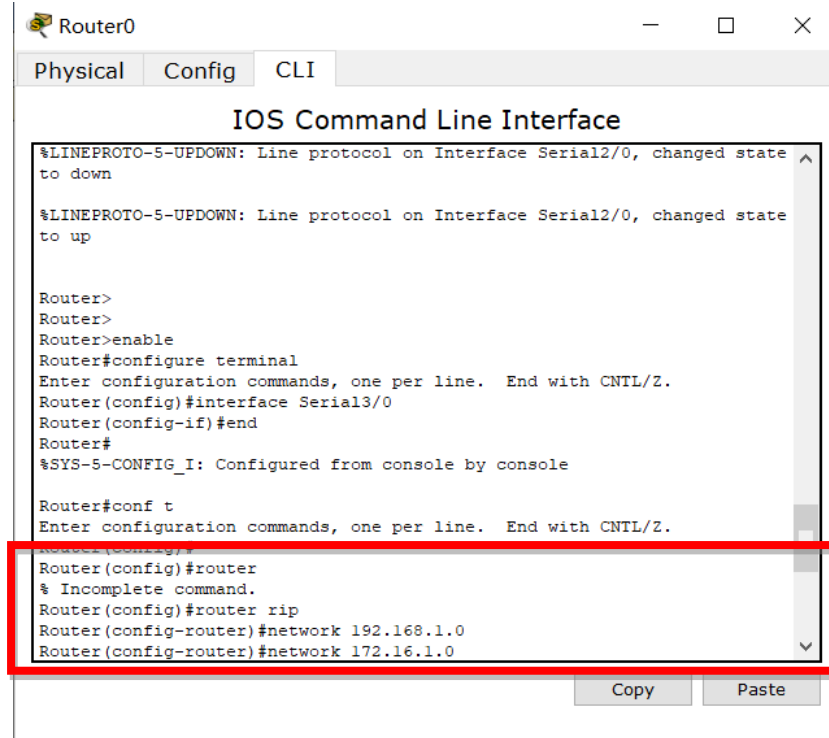 Router0
Physical Config CLI
IOS Command Line Interface
%LINEPROTO-5-UPDOWN: Line protocol on Interface Serial2/0, changed state
to down
%LINEPROTO-5-UPDOWN: Line protocol on Interface Serial2/0, changed state
to up
Router>
Router>
Router>enable
Router#configure terminal
Enter configuration commands, one per line.  End with CNTL/Z.
Router(config)#interface Serial3/0
Router(config-if)#end
Router#
%SYS-5-CONFIG_I: Configured from console by console
Router#conf t
Enter configuration commands, one per line.  End with CNTL/Z.
Router(config)#
Router(config)#router
% Incomplete command.
Router(config)#router rip
Router(config-router)#network 192.168.1.0
Router(config-router)#network 172.16.1.0
Copy Paste